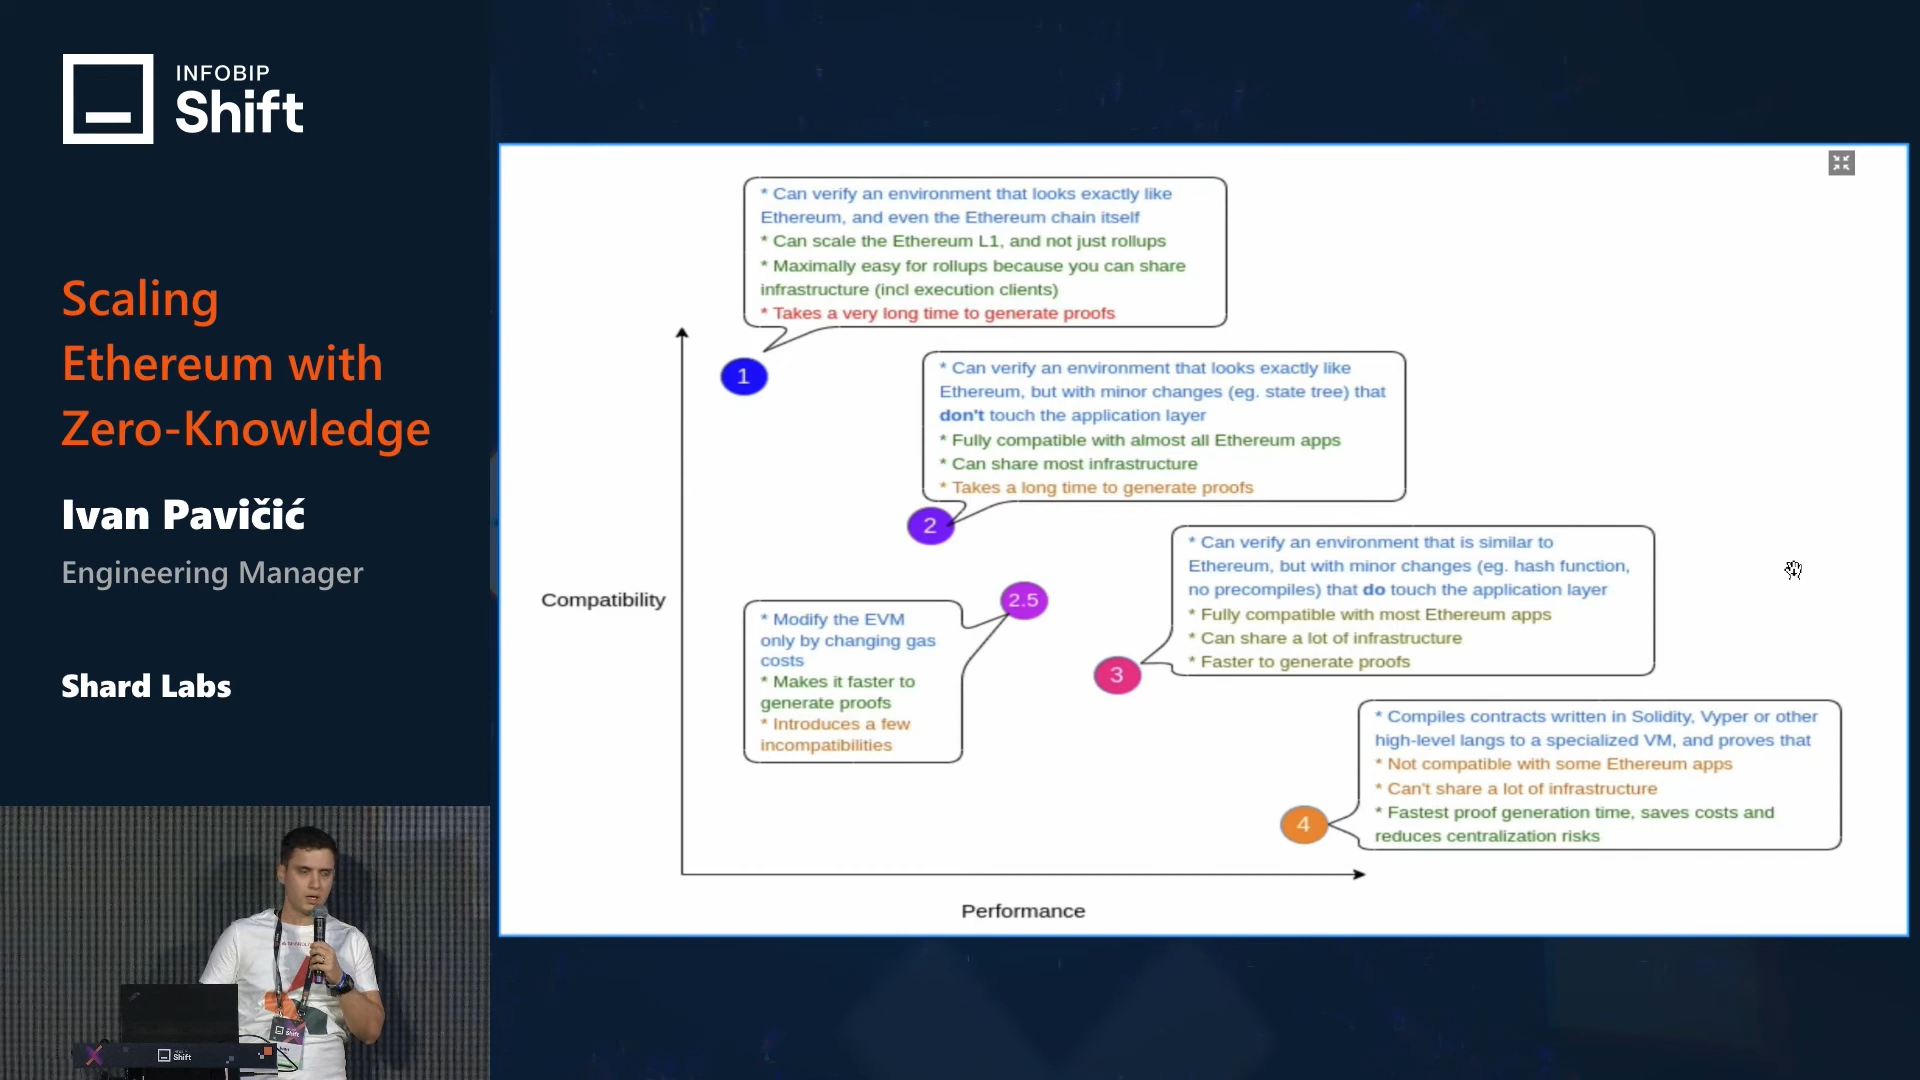 INFOBIP
Shift
Scaling
Ethereum with
Zero-Knowledge
Ivan Pavičić
Engineering Manager
Shard Labs
* Can verify an environment that looks exactly like
Ethereum, and even the Ethereum chain itself
* Can scale the Ethereum L1, and not just rollups
* Maximally easy for rollups because you can share
infrastructure (incl execution clients)
* Takes a very long time to generate proofs
1
* Can verify an environment that looks exactly like
Ethereum, but with minor changes (eg. state tree) that
don't touch the application layer
* Fully compatible with almost all Ethereum apps
* Can share most infrastructure
* Takes a long time to generate proofs
2
Compatibility
2.5
* Modify the EVM
only by changing gas
costs
* Makes it faster to
generate proofs
* Introduces a few
incompatibilities
* Can verify an environment that is similar to
Ethereum, but with minor changes (eg. hash function,
no precompiles) that do touch the application layer
* Fully compatible with most Ethereum apps
* Can share a lot of infrastructure
* Faster to generate proofs
3
* Compiles contracts written in Solidity, Vyper or other
high-level langs to a specialized VM, and proves that
* Not compatible with some Ethereum apps
* Can't share a lot of infrastructure
* Fastest proof generation time, saves costs and
reduces centralization risks
4
Performance
Shift
Shift